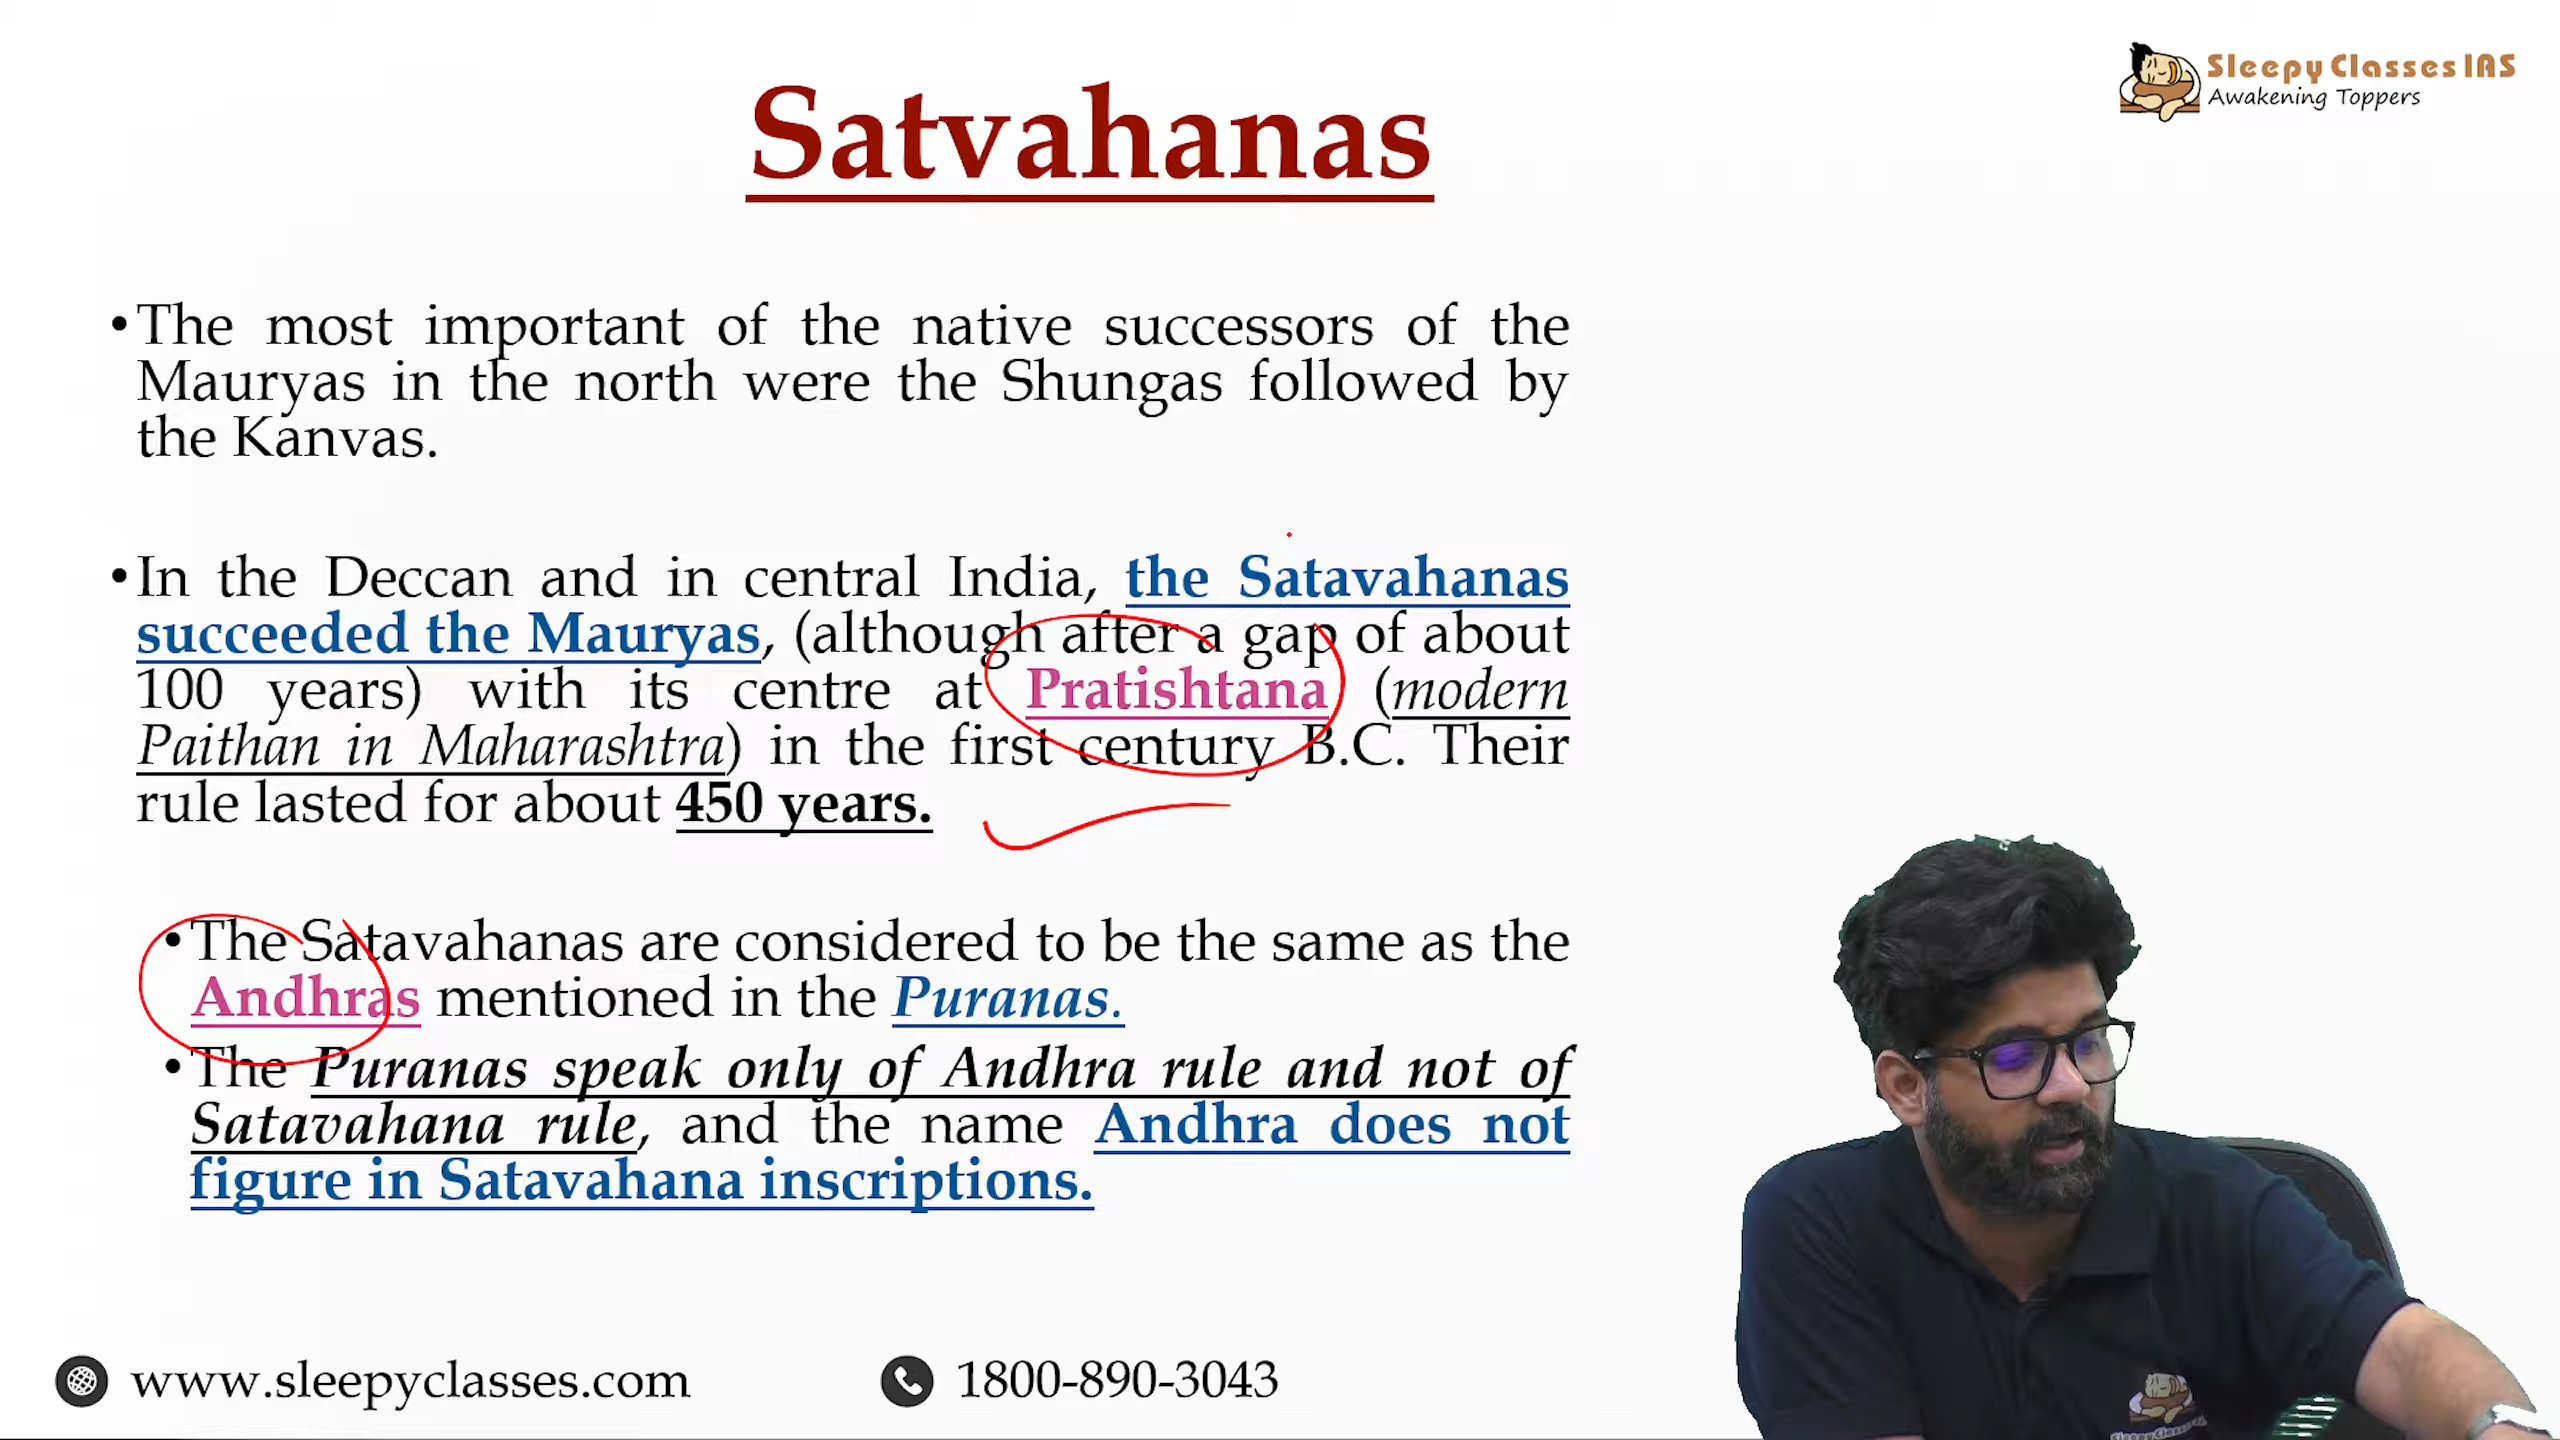 Sleepy Classes IAS
Awakening Toppers
Satvahanas
•The most important of the native successors of the
Mauryas in the north were the Shungas followed by
the Kanvas.
•In the Deccan and in central India, the Satavahanas
succeeded the Mauryas, (although after a gap of about
100 years) with its centre at Pratishtana (modern
Paithan in Maharashtra) in the first century B.C. Their
rule lasted for about 450 years.
•The Satavahanas are considered to be the same as the
Andhras mentioned in the Puranas.
•The Puranas speak only of Andhra rule and not of
Satavahana rule, and the name Andhra does not
figure in Satavahana inscriptions.
www.sleepyclasses.com
1800-890-3043